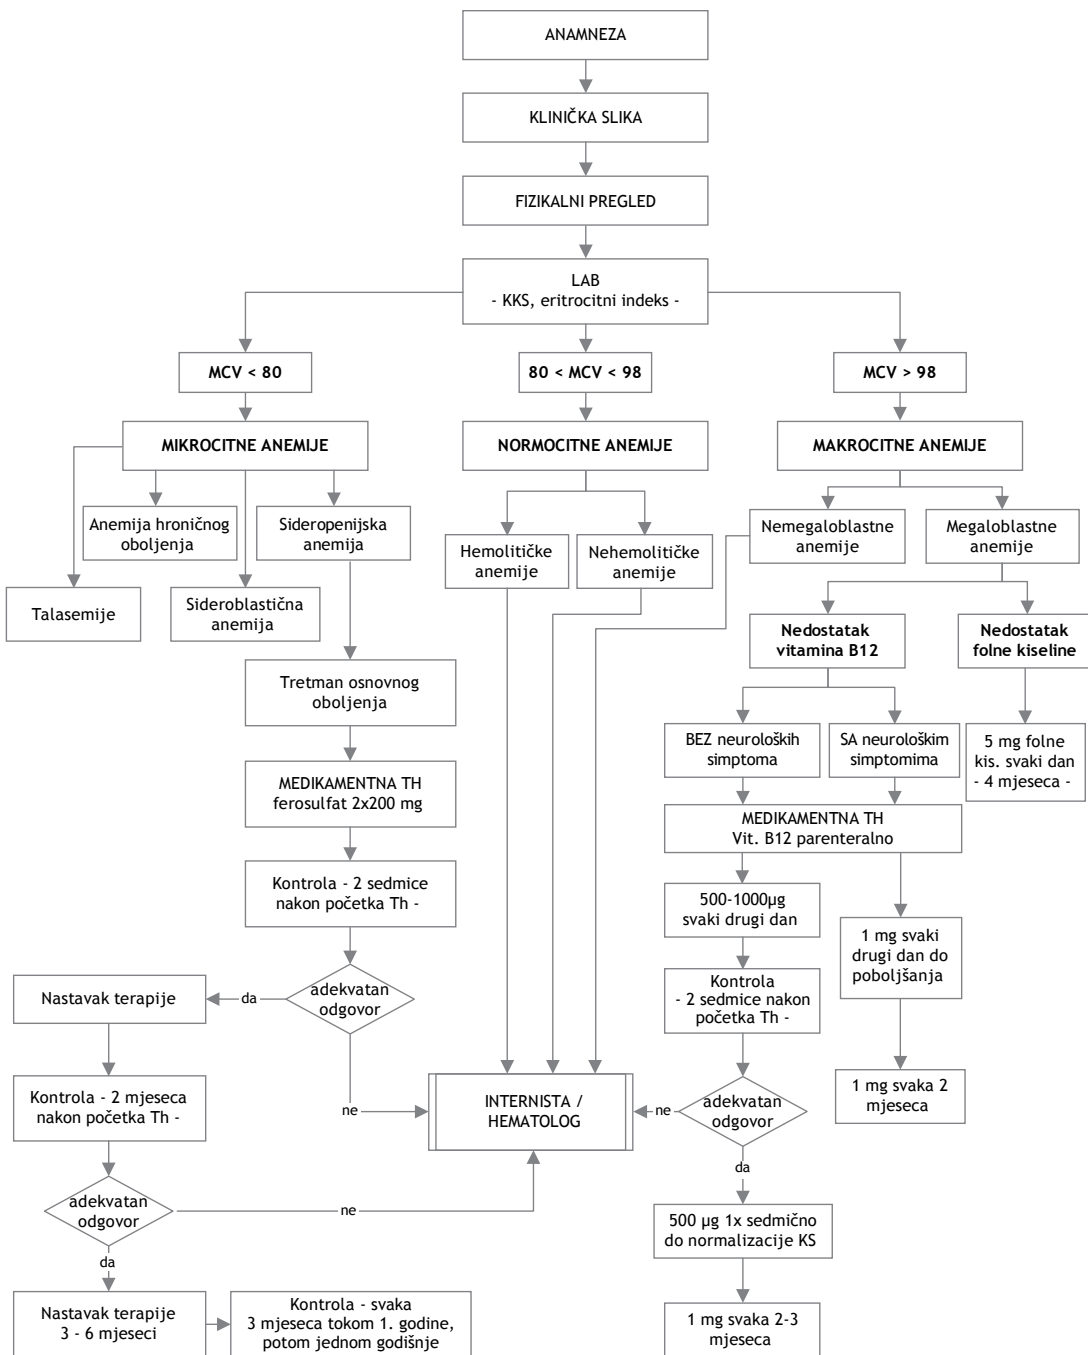 ANAMNEZA
KLINIČKA SLIKA
FIZIKALNI PREGLED
LAB
- KKS, eritrocitni indeks -
MCV < 80
80 < MCV < 98
MCV > 98
MIKROCITNE ANEMIJE
NORMOCITNE ANEMIJE
MAKROCITNE ANEMIJE
Anemija hroničnog
oboljenja
Sideropenijska
anemija
Hemolitičke
anemije
Nehemolitičke
anemije
Nemegaloblastne
anemije
Megaloblastne
anemije
Talasemije
Sideroblastična
anemija
Nedostatak
vitamina B12
Nedostatak
folne kiseline
Tretman osnovnog
oboljenja
BEZ neuroloških
simptoma
SA neurološkim
simptomima
5 mg folne
kis. svaki dan
- 4 mjeseca -
MEDIKAMENTNA TH
ferosulfat 2x200 mg
MEDIKAMENTNA TH
Vit. B12 parenteralno
Kontrola - 2 sedmice
nakon početka Th -
500-1000µg
svaki drugi dan
1 mg svaki
drugi dan do
poboljšanja
adekvatan
odgovor
da
ne
Nastavak terapije
Kontrola
- 2 sedmice nakon
početka Th -
Kontrola - 2 mjeseca
nakon početka Th -
INTERNISTA /
HEMATOLOG
ne
adekvatan
odgovor
da
1 mg svaka 2
mjeseca
adekvatan
odgovor
ne
da
500 µg 1x sedmično
do normalizacije KS
Nastavak terapije
3 - 6 mjeseci
Kontrola - svaka
3 mjeseca tokom 1. godine,
potom jednom godišnje
1 mg svaka 2-3
mjeseca